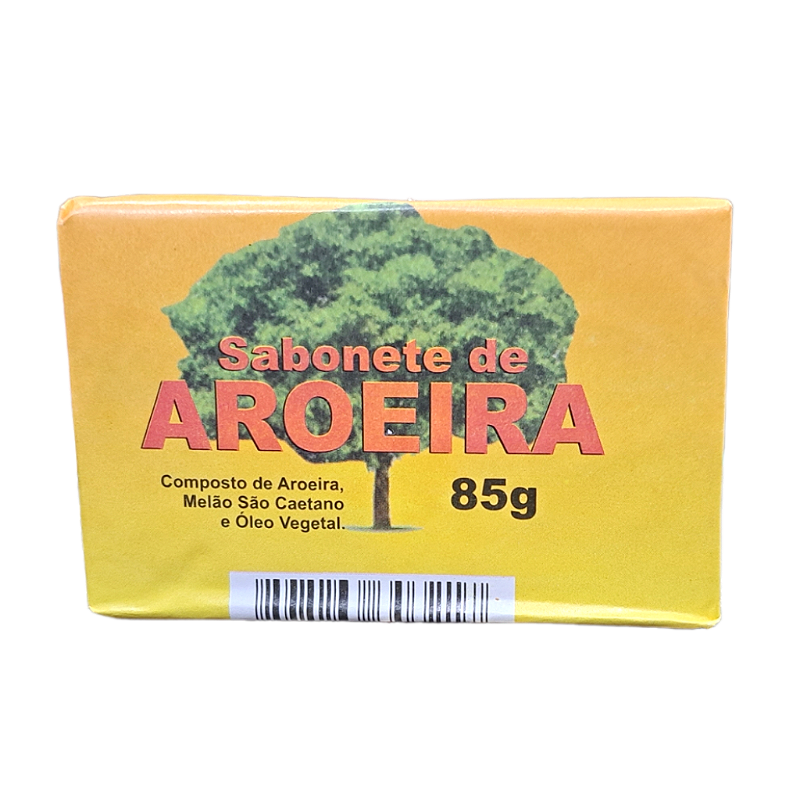 Sabonete de
AROEIRA
Composto de Aroeira,
Melão São Caetano
e Óleo Vegetal.
85g